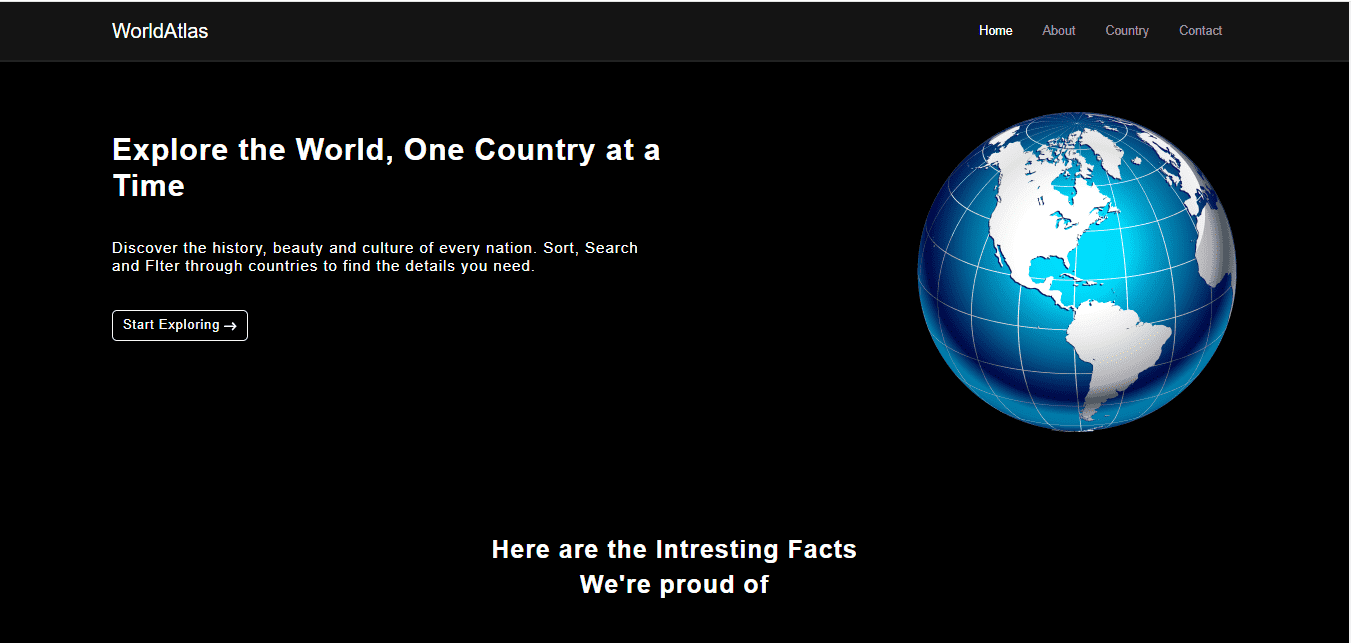 WorldAtlas
Home
About
Country
Contact
Explore the World, One Country at a
Time
Discover the history, beauty and culture of every nation. Sort, Search
and FIter through countries to find the details you need.
Start Exploring →
Here are the Intresting Facts
We're proud of